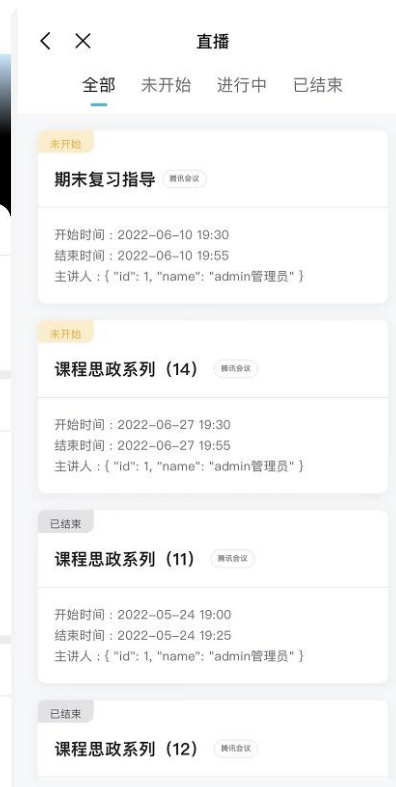 直播
全部 未开始 进行中 已结束
未开始
期末复习指导 腾讯会议
开始时间：2022-06-10 19:30
结束时间：2022-06-10 19:55
主讲人：{ "id": 1, "name": "admin管理员" }
未开始
课程思政系列（14） 腾讯会议
开始时间：2022-06-27 19:30
结束时间：2022-06-27 19:55
主讲人：{ "id": 1, "name": "admin管理员" }
已结束
课程思政系列（11） 腾讯会议
开始时间：2022-05-24 19:00
结束时间：2022-05-24 19:25
主讲人：{ "id": 1, "name": "admin管理员" }
已结束
课程思政系列（12） 腾讯会议